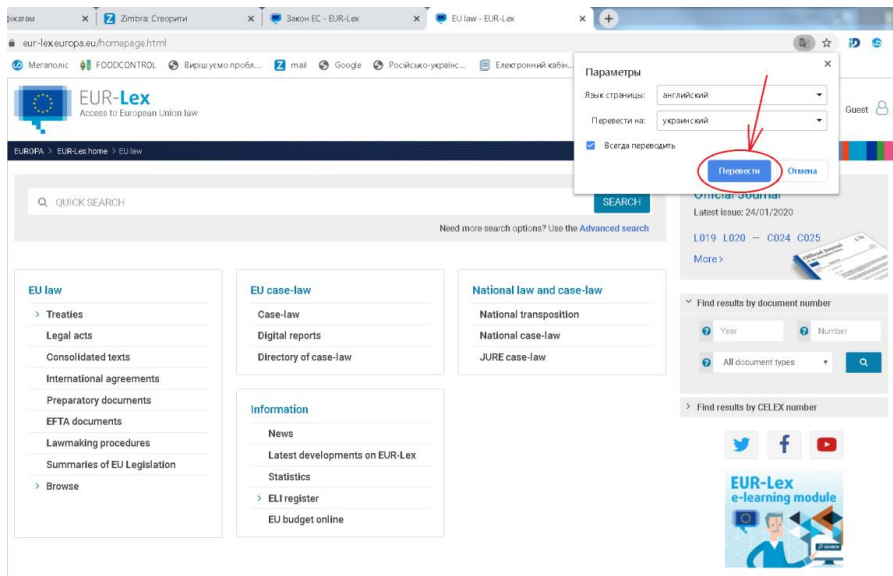 фікатам
Zimbra: Створити
Закон ЕС - EUR-Lex
EU law - EUR-Lex
eur-lex.europa.eu/homepage.html
Мегаполіс
FOODCONTROL
Вирішуємо пробл...
mail
Google
Російсько-українс...
Електронний кабін...
EUR-Lex
Access to European Union law
Guest
EUROPA > EUR-Lex home > EU law
Параметры
Язык страницы: английский
Перевести на: украинский
Всегда переводить
Перевести
Отмена
QUICK SEARCH
SEARCH
Need more search options? Use the Advanced search
EU law
> Treaties
Legal acts
Consolidated texts
International agreements
Preparatory documents
EFTA documents
Lawmaking procedures
Summaries of EU Legislation
> Browse
EU case-law
Case-law
Digital reports
Directory of case-law
Information
News
Latest developments on EUR-Lex
Statistics
> ELI register
EU budget online
National law and case-law
National transposition
National case-law
JURE case-law
Official Journal
Latest issue: 24/01/2020
L019 L020 — C024 C025
More >
Find results by document number
Year
Number
All document types
> Find results by CELEX number
EUR-Lex
e-learning module